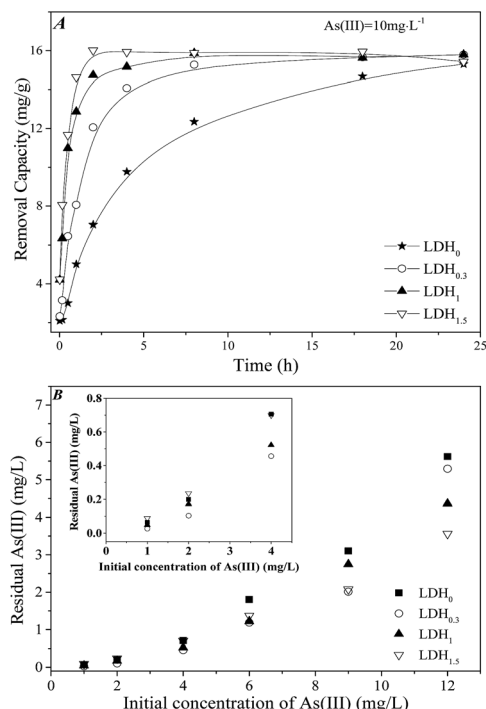 A
As(III)=10mg·L⁻¹
Removal Capacity (mg/g)
16
12
8
4
LDH₀
LDH₀.₃
LDH₁
LDH₁.₅
0 5 10 15 20 25
Time (h)
B
Residual As(III) (mg/L)
7
6
5
4
3
2
1
0
Residual As(III) (mg/L)
0.8
0.6
0.4
0.2
0.0
0 1 2 3 4
Initial concentration of As(III) (mg/L)
LDH₀
LDH₀.₃
LDH₁
LDH₁.₅
0 2 4 6 8 10 12
Initial concentration of As(III) (mg/L)